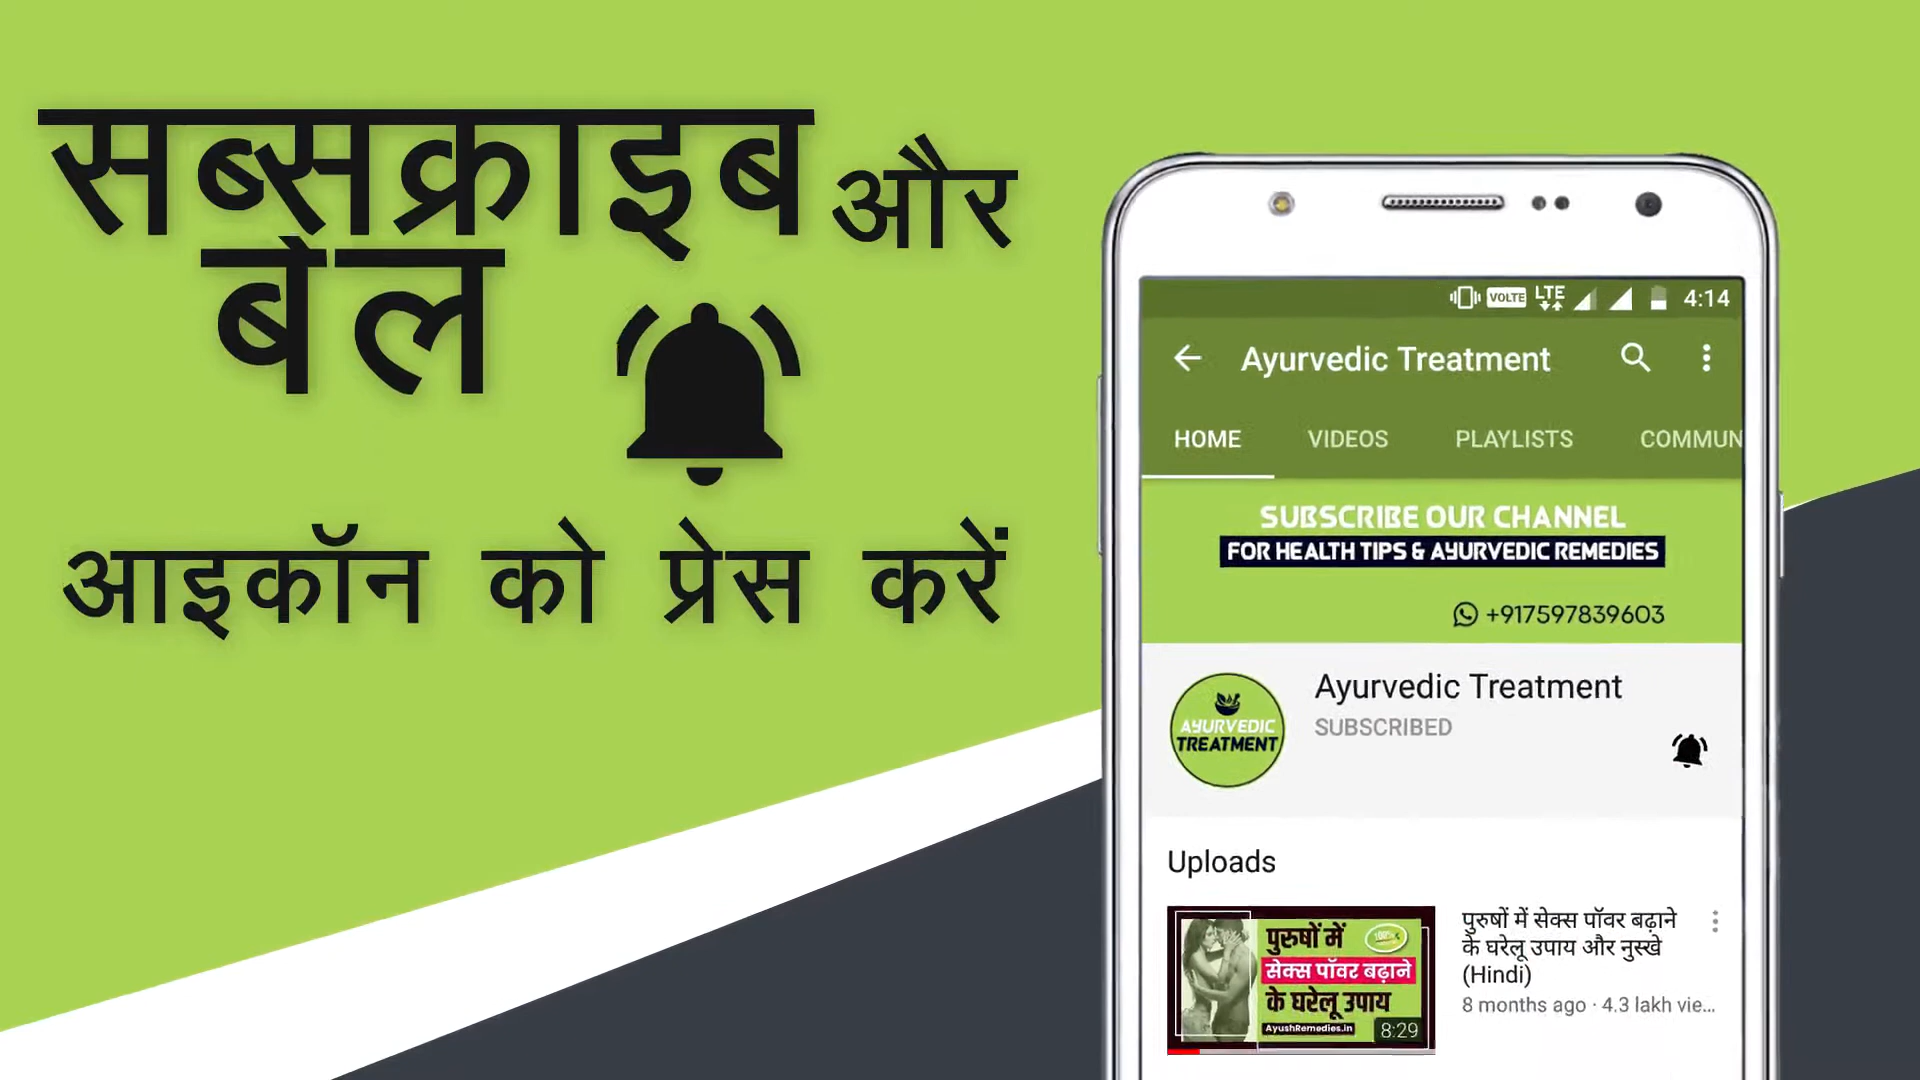 सब्सक्राइब और
बेल
आइकॉन को प्रेस करें
VOLTE LTE 4:14
Ayurvedic Treatment
HOME VIDEOS PLAYLISTS COMMUN
SUBSCRIBE OUR CHANNEL
FOR HEALTH TIPS & AYURVEDIC REMEDIES
+917597839603
AYURVEDIC
TREATMENT
Ayurvedic Treatment
SUBSCRIBED
Uploads
पुरुषों में
सेक्स पॉवर बढ़ाने
के घरेलू उपाय
AyushRemedies.in
8:29
पुरुषों में सेक्स पॉवर बढ़ाने
के घरेलू उपाय और नुस्खे
(Hindi)
8 months ago · 4.3 lakh vie...